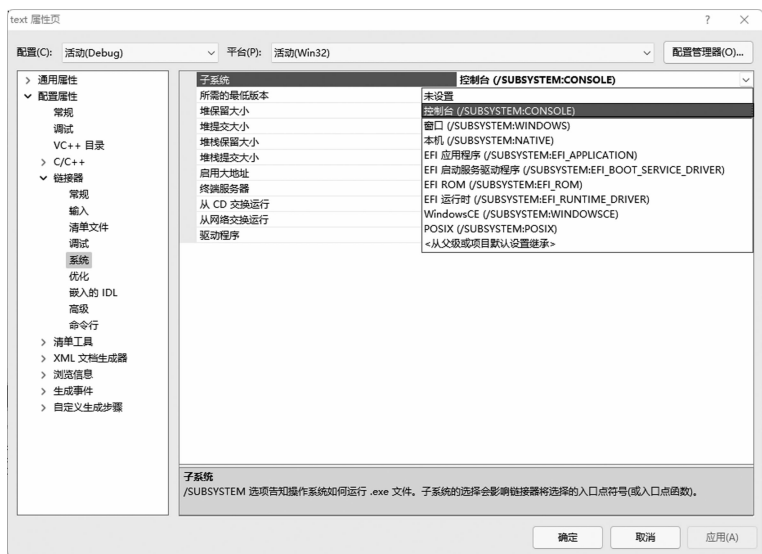 text 属性页
配置(C): 活动(Debug) 平台(P): 活动(Win32) 配置管理器(O)...
通用属性
配置属性
常规
调试
VC++ 目录
C/C++
链接器
常规
输入
清单文件
调试
系统
优化
嵌入的 IDL
高级
命令行
清单工具
XML 文档生成器
浏览信息
生成事件
自定义生成步骤
子系统 控制台 (/SUBSYSTEM:CONSOLE)
所需的最低版本
堆保留大小
堆提交大小
堆栈保留大小
堆栈提交大小
启用大地址
终端服务器
从 CD 交换运行
从网络交换运行
驱动程序
未设置
控制台 (/SUBSYSTEM:CONSOLE)
窗口 (/SUBSYSTEM:WINDOWS)
本机 (/SUBSYSTEM:NATIVE)
EFI 应用程序 (/SUBSYSTEM:EFI_APPLICATION)
EFI 启动服务驱动程序 (/SUBSYSTEM:EFI_BOOT_SERVICE_DRIVER)
EFI ROM (/SUBSYSTEM:EFI_ROM)
EFI 运行时 (/SUBSYSTEM:EFI_RUNTIME_DRIVER)
WindowsCE (/SUBSYSTEM:WINDOWSCE)
POSIX (/SUBSYSTEM:POSIX)
<从父级或项目默认设置继承>
子系统
/SUBSYSTEM 选项告知操作系统如何运行 .exe 文件。子系统的选择会影响链接器将选择的入口点符号(或入口点函数)。
确定 取消 应用(A)